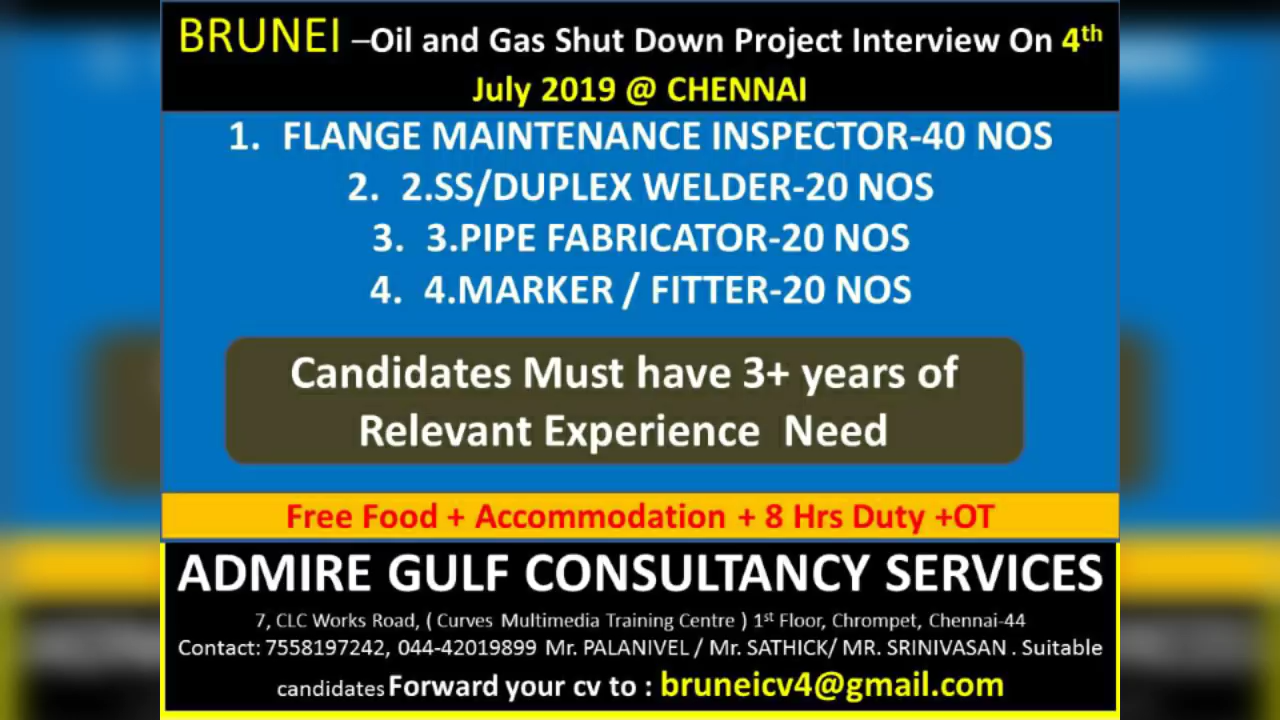 BRUNEI –Oil and Gas Shut Down Project Interview On 4th
July 2019 @ CHENNAI
1. FLANGE MAINTENANCE INSPECTOR-40 NOS
2. 2.SS/DUPLEX WELDER-20 NOS
3. 3.PIPE FABRICATOR-20 NOS
4. 4.MARKER / FITTER-20 NOS
Candidates Must have 3+ years of
Relevant Experience Need
Free Food + Accommodation + 8 Hrs Duty +OT
ADMIRE GULF CONSULTANCY SERVICES
7, CLC Works Road, ( Curves Multimedia Training Centre ) 1st Floor, Chrompet, Chennai-44
Contact: 7558197242, 044-42019899 Mr. PALANIVEL / Mr. SATHICK/ MR. SRINIVASAN . Suitable
candidates Forward your cv to : bruneicv4@gmail.com